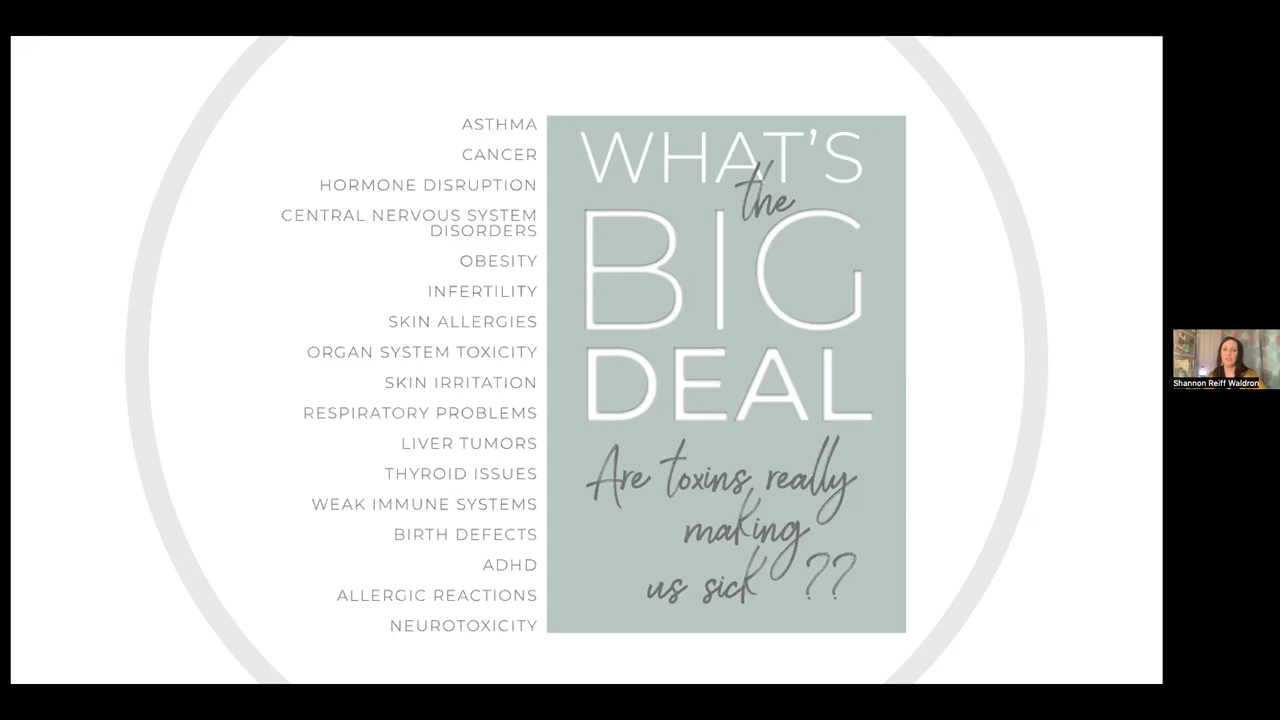 ASTHMA
CANCER
HORMONE DISRUPTION
CENTRAL NERVOUS SYSTEM
DISORDERS
OBESITY
INFERTILITY
SKIN ALLERGIES
ORGAN SYSTEM TOXICITY
SKIN IRRITATION
RESPIRATORY PROBLEMS
LIVER TUMORS
THYROID ISSUES
WEAK IMMUNE SYSTEMS
BIRTH DEFECTS
ADHD
ALLERGIC REACTIONS
NEUROTOXICITY
WHAT'S
the
BIG
DEAL
Are toxins really
making
us sick ??
Shannon Reiff Waldron